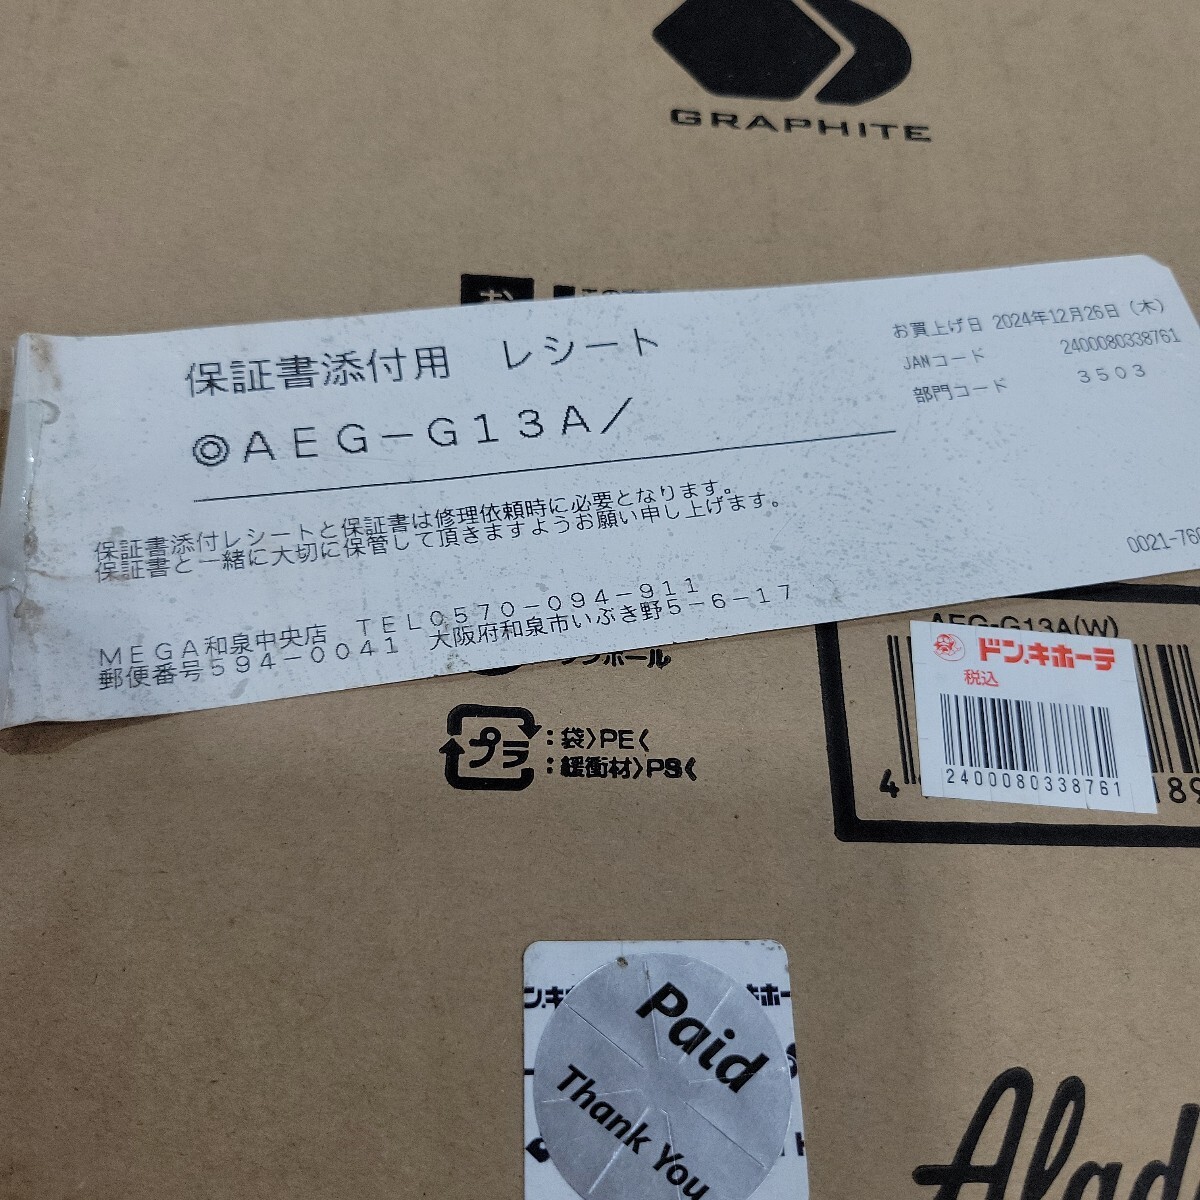 GRAPHITE
お
保証書添付用 レシート
◎AEG-G13A/
お買上げ日 2024年12月26日(木)
JANコード 2400080338761
部門コード 3503
保証書添付レシートと保証書は修理依頼時に必要となります。
保証書と一緒に大切に保管して頂きますようお願い申し上げます。
MEGA和泉中央店 TEL0570-094-911
郵便番号594-0041 大阪府和泉市いぶき野5-6-17
AEG-G13A(W)
ドン.キホーテ
税込
2400080338761
4
189
プラ
:袋〉PE〈
:緩衝材〉PS〈
Paid
Thank You
Alad